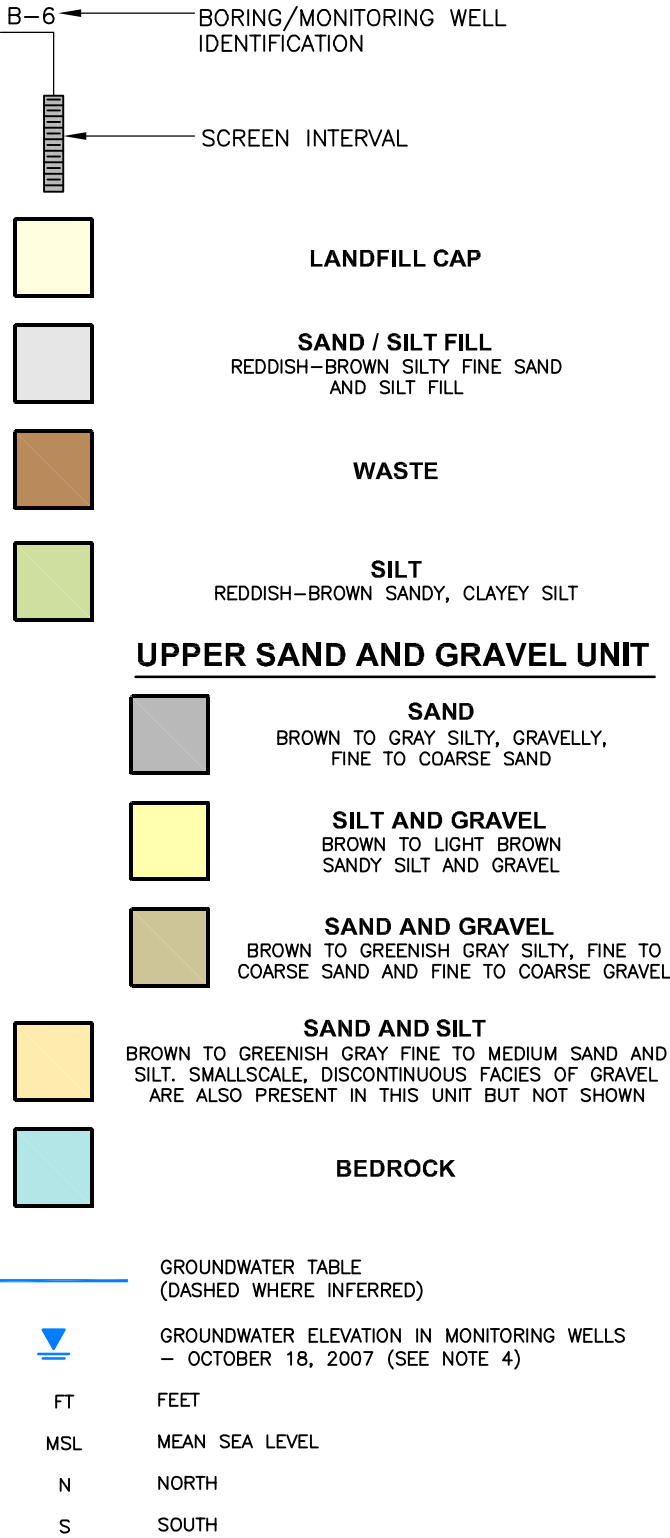 B-6
BORING/MONITORING WELL
IDENTIFICATION
SCREEN INTERVAL
LANDFILL CAP
SAND / SILT FILL
REDDISH-BROWN SILTY FINE SAND
AND SILT FILL
WASTE
SILT
REDDISH-BROWN SANDY, CLAYEY SILT
UPPER SAND AND GRAVEL UNIT
SAND
BROWN TO GRAY SILTY, GRAVELLY,
FINE TO COARSE SAND
SILT AND GRAVEL
BROWN TO LIGHT BROWN
SANDY SILT AND GRAVEL
SAND AND GRAVEL
BROWN TO GREENISH GRAY SILTY, FINE TO
COARSE SAND AND FINE TO COARSE GRAVEL
SAND AND SILT
BROWN TO GREENISH GRAY FINE TO MEDIUM SAND AND
SILT. SMALLSCALE, DISCONTINUOUS FACIES OF GRAVEL
ARE ALSO PRESENT IN THIS UNIT BUT NOT SHOWN
BEDROCK
GROUNDWATER TABLE
(DASHED WHERE INFERRED)
GROUNDWATER ELEVATION IN MONITORING WELLS
- OCTOBER 18, 2007 (SEE NOTE 4)
FT FEET
MSL MEAN SEA LEVEL
N NORTH
S SOUTH